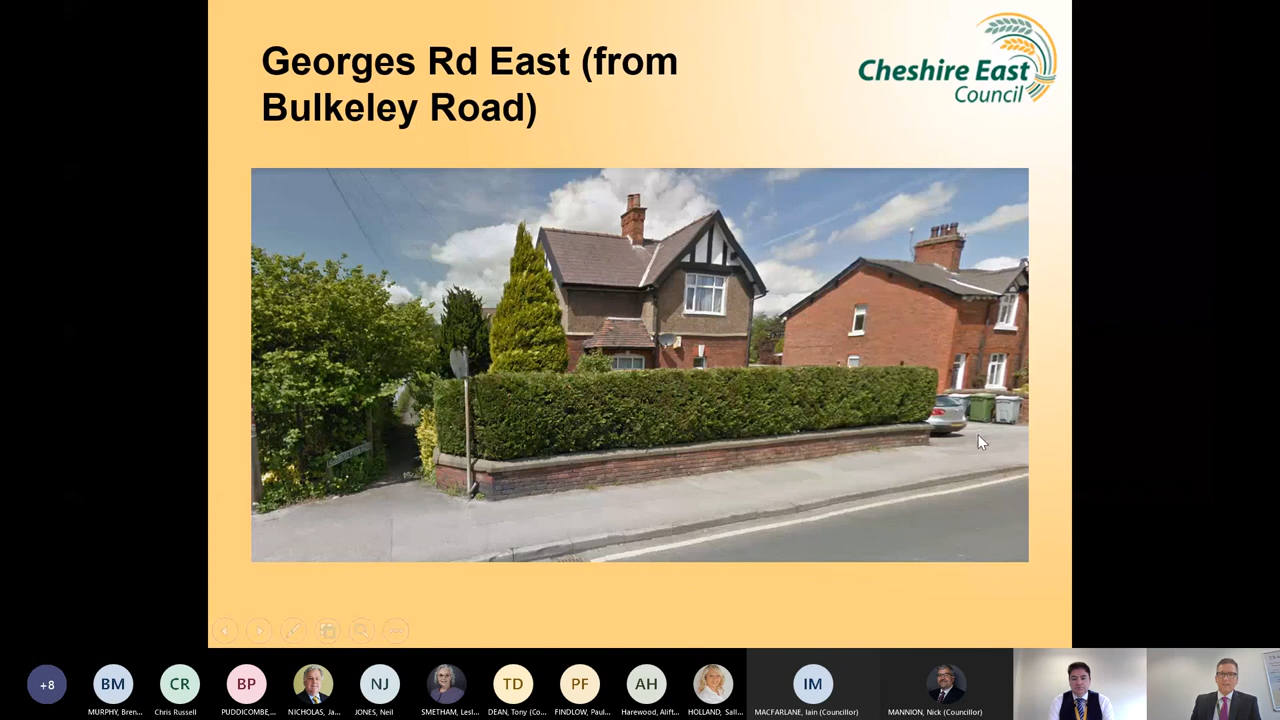 Georges Rd East (from
Bulkeley Road)
Cheshire East
Council
+8
BM
CR
BP
NJ
TD
PF
AH
IM
MURPHY, Bren...
Chris Russell
PUDDICOMBE,...
NICHOLAS, Ja...
JONES, Neil
SMETHAM, Lesl...
DEAN, Tony (Co...
FINDLOW, Paul...
Harewood, Alift...
HOLLAND, Sall...
MACFARLANE, Iain (Councillor)
MANNION, Nick (Councillor)